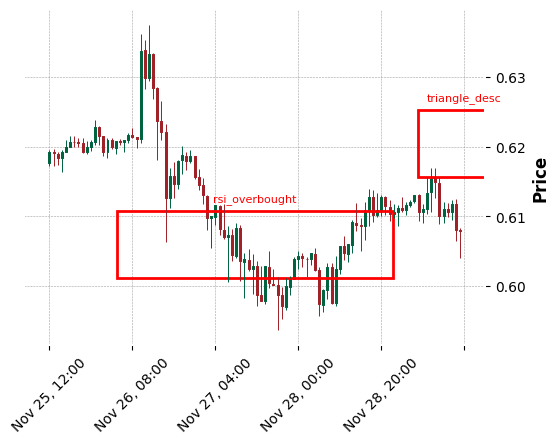 triangle_desc
rsi_overbought
0.63
0.62
0.61
0.60
Price
Nov 25, 12:00
Nov 26, 08:00
Nov 27, 04:00
Nov 28, 00:00
Nov 28, 20:00